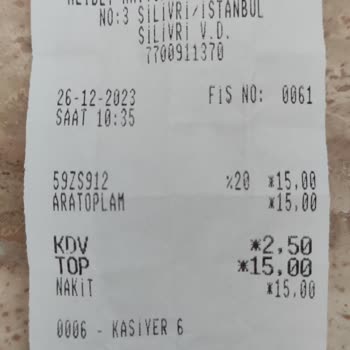 NO:3 SİLİVRİ/İSTANBUL
SİLİVRİ V.D.
7700911370
26-12-2023 FİŞ NO: 0061
SAAT 10:35
59ZS912 %20 *15,00
ARATOPLAM *15,00
KDV *2,50
TOP *15,00
NAKİT *15,00
0006 - KASİYER 6